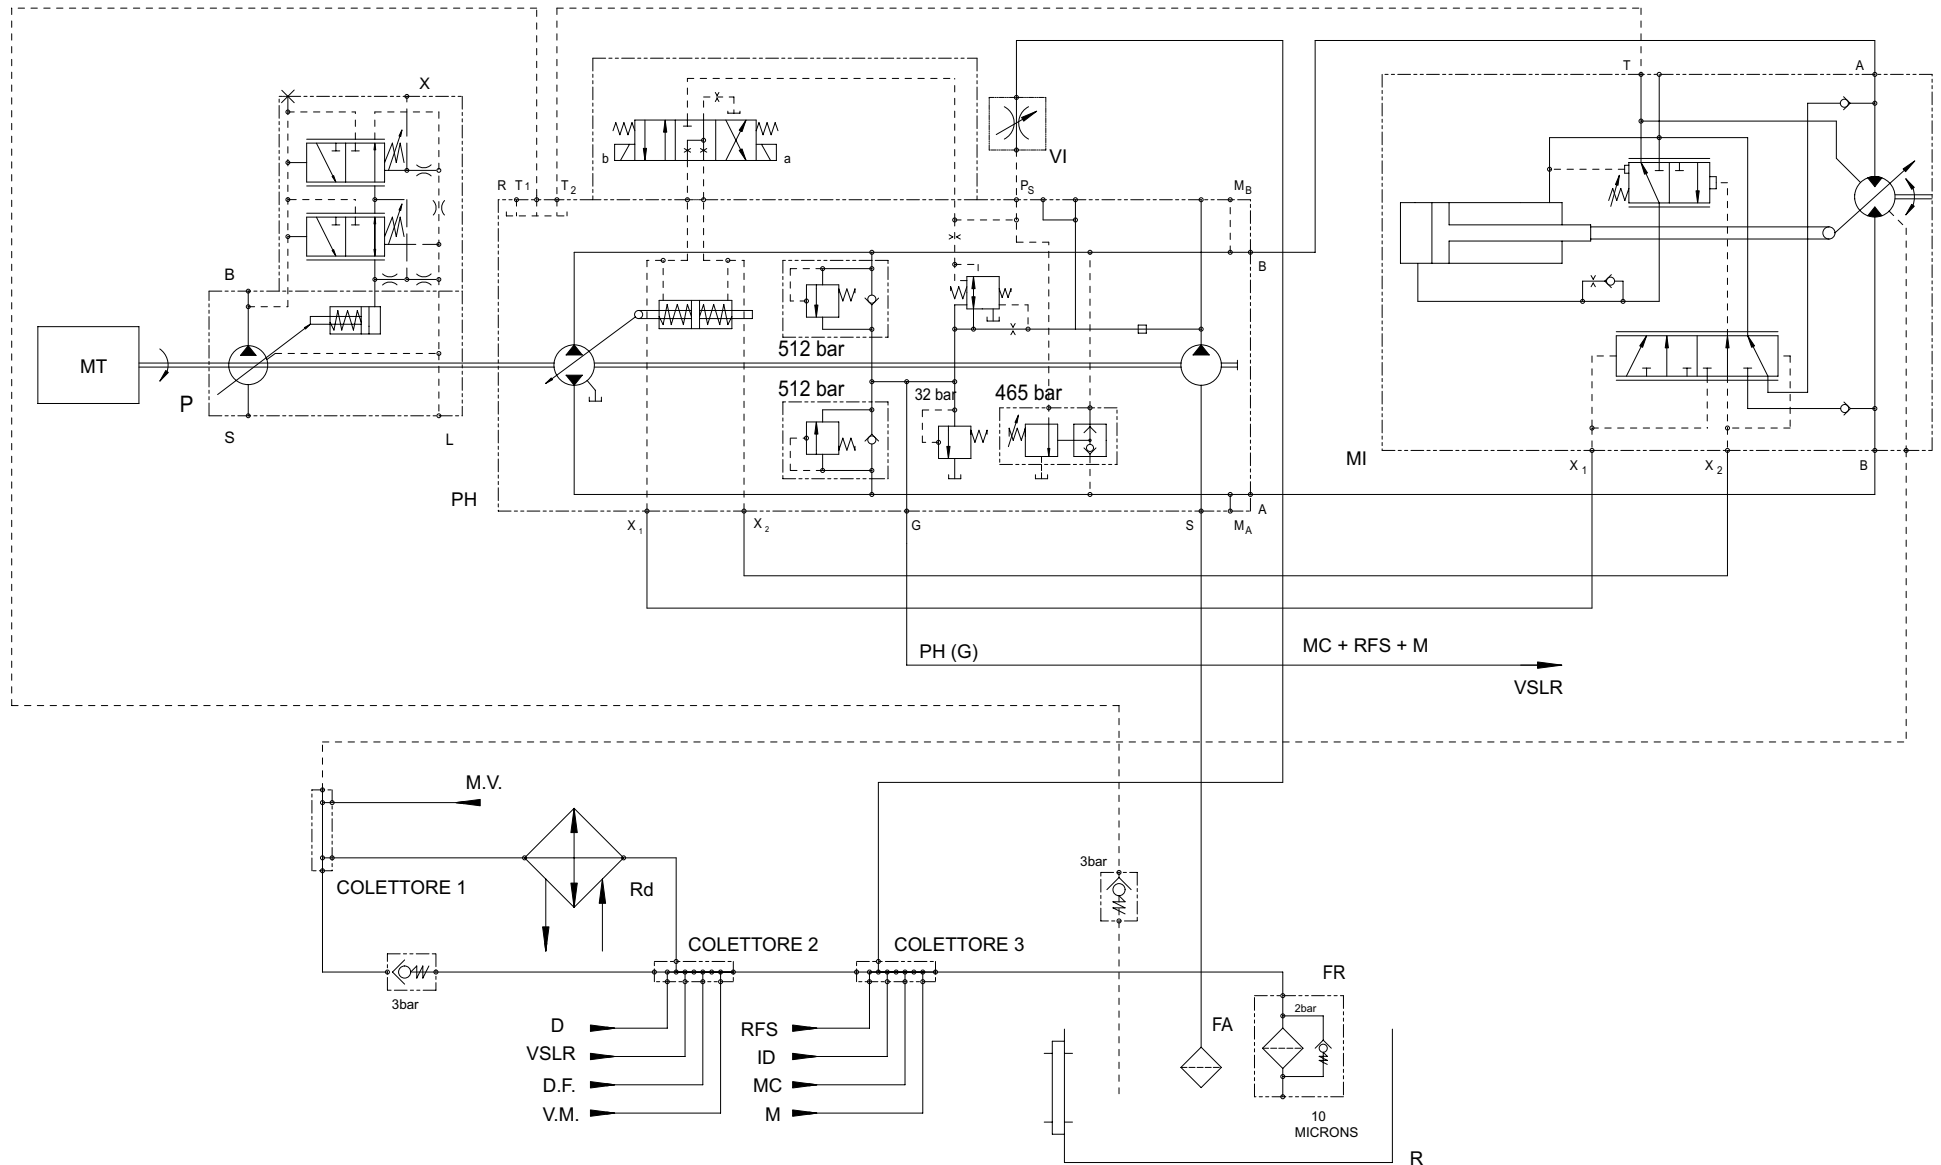 X
T
A
b
a
VI
R
T1
T2
PS
MB
B
B
512 bar
MT
P
512 bar
32 bar
465 bar
S
L
PH
MI
X1
X2
B
X1
X2
G
S
MA
A
PH (G)
MC + RFS + M
VSLR
M.V.
COLETTORE 1
Rd
3bar
COLETTORE 2
COLETTORE 3
3bar
FR
2bar
D
VSLR
D.F.
V.M.
RFS
ID
MC
M
FA
10
MICRONS
R